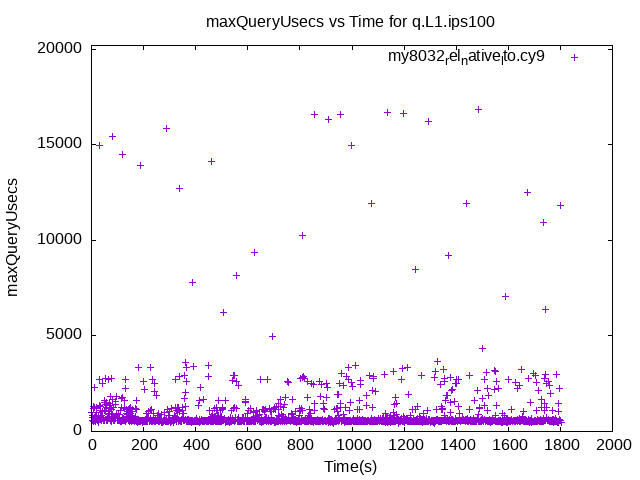 maxQueryUsecs vs Time for q.L1.ips100
my8032relnativelto.cy9
20000
15000
10000
5000
0
maxQueryUsecs
0 200 400 600 800 1000 1200 1400 1600 1800 2000
Time(s)